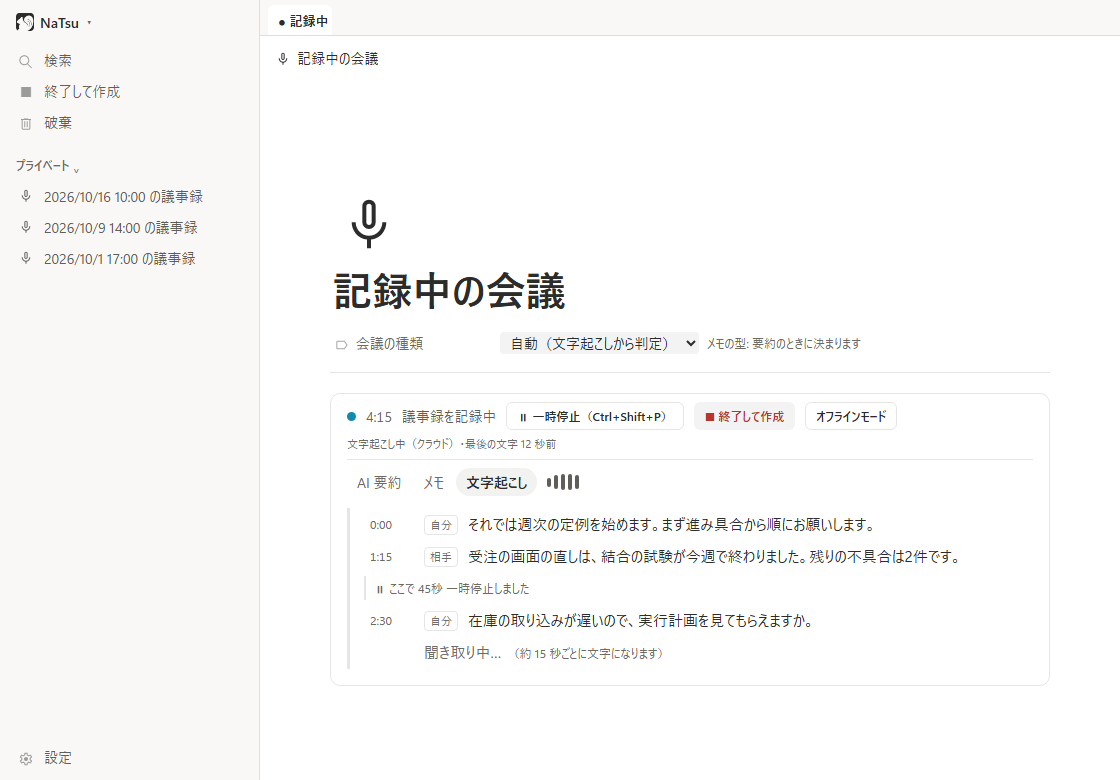 NaTsu
検索
終了して作成
破棄
プライベート
2026/10/16 10:00 の議事録
2026/10/9 14:00 の議事録
2026/10/1 17:00 の議事録
設定
● 記録中
記録中の会議
記録中の会議
会議の種類 自動（文字起こしから判定） メモの型: 要約のときに決まります
4:15 議事録を記録中 一時停止（Ctrl+Shift+P） 終了して作成 オフラインモード
文字起こし中（クラウド）・最後の文字 12 秒前
AI 要約 メモ 文字起こし
0:00 自分 それでは週次の定例を始めます。まず進み具合から順にお願いします。
1:15 相手 受注の画面の直しは、結合の試験が今週で終わりました。残りの不具合は2件です。
ここで 45秒 一時停止しました
2:30 自分 在庫の取り込みが遅いので、実行計画を見てもらえますか。
聞き取り中… （約 15 秒ごとに文字になります）